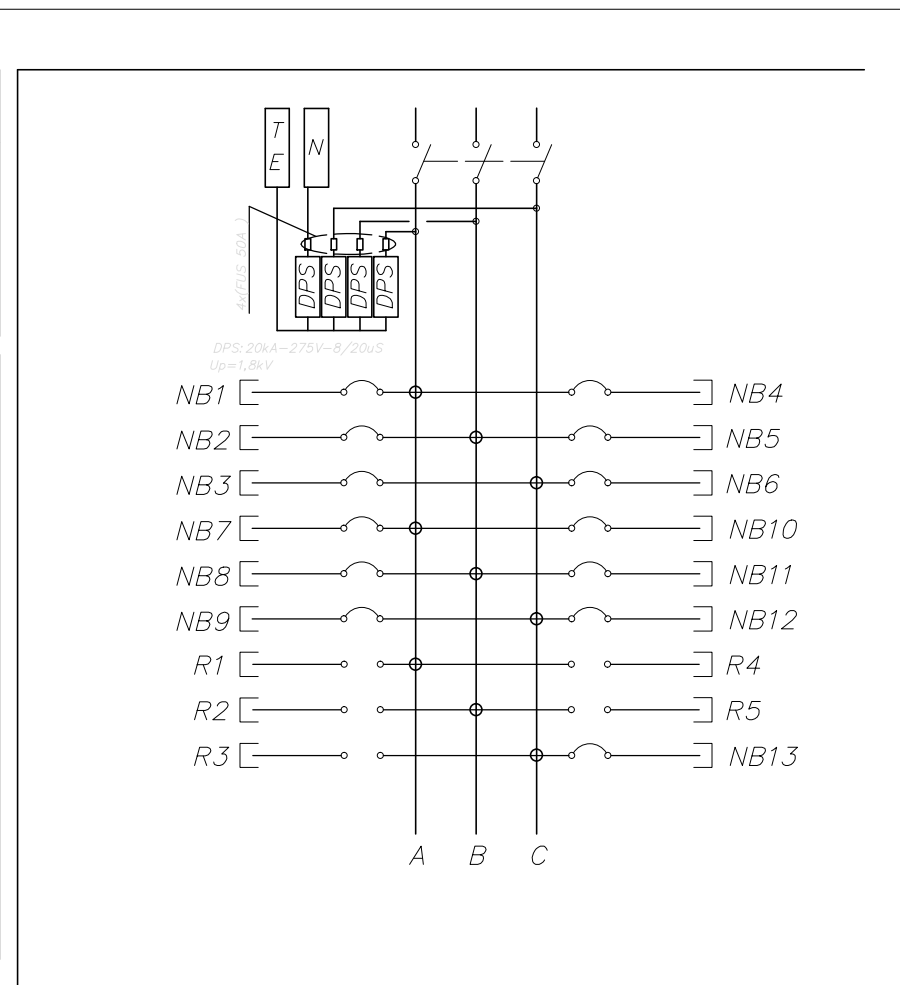 T
E
N
4x(FUS 50A )
DPS
DPS
DPS
DPS
DPS: 20kA-275V-8/20uS
Up=1,8kV
NB1
NB4
NB2
NB5
NB3
NB6
NB7
NB10
NB8
NB11
NB9
NB12
R1
R4
R2
R5
R3
NB13
A
B
C